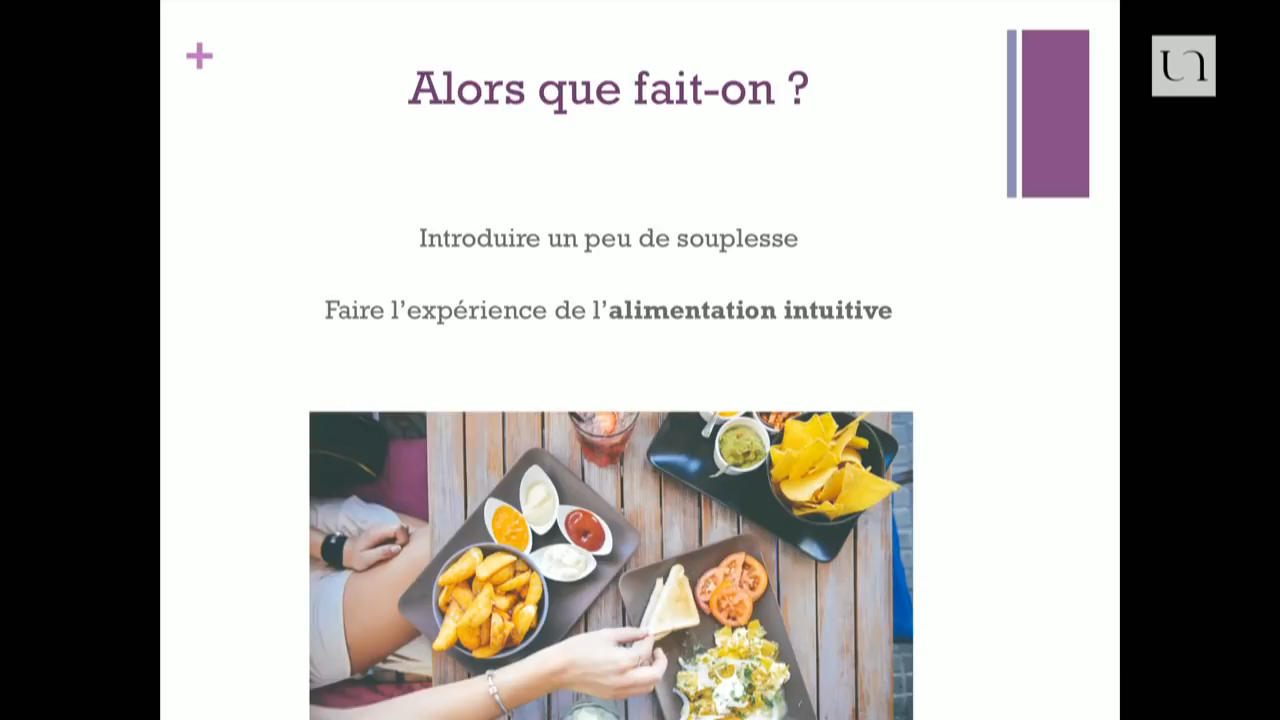 +
Alors que fait-on ?
Introduire un peu de souplesse
Faire l’expérience de l’alimentation intuitive